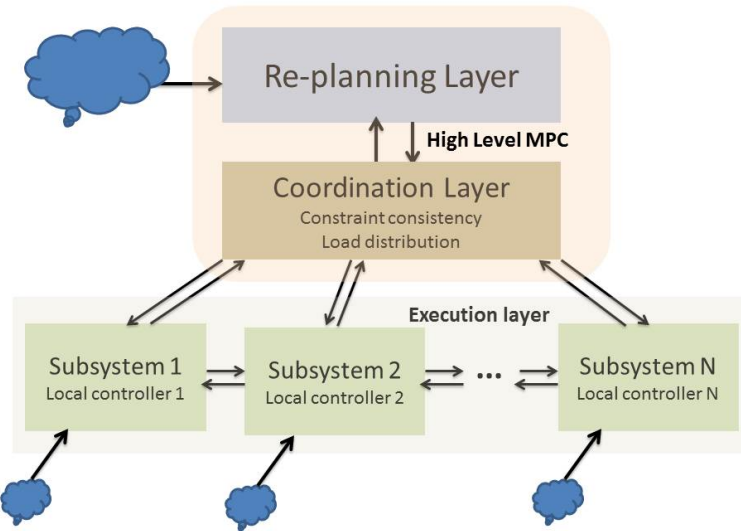 Re-planning Layer
High Level MPC
Coordination Layer
Constraint consistency
Load distribution
Execution layer
Subsystem 1
Local controller 1
Subsystem 2
Local controller 2
...
Subsystem N
Local controller N